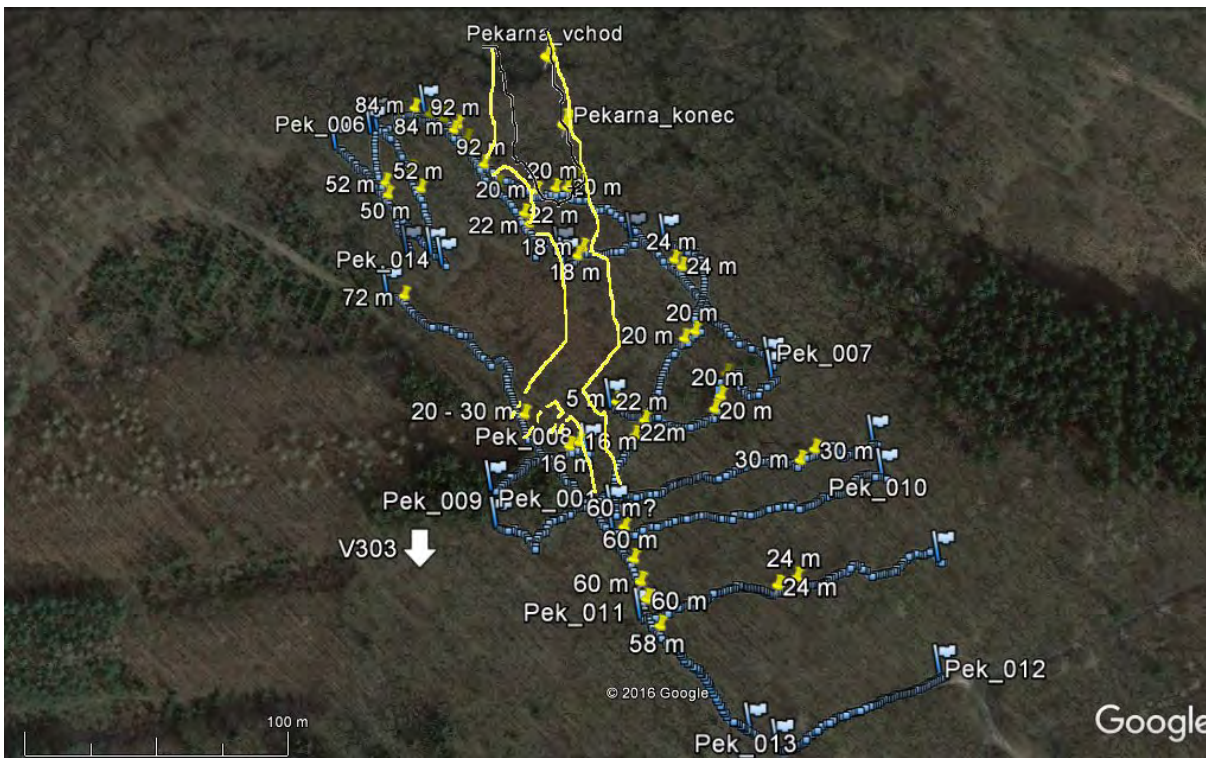 Pekarna_vchod
84 m
92 m
Pekarna_konec
Pek_006
84 m
92 m
52 m
52 m
20 m
20 m
20 m
50 m
22 m
22 m
18 m
24 m
Pek_014
18 m
24 m
72 m
20 m
20 m
Pek_007
20 m
5 m
22 m
20 m
20 - 30 m
Pek_008
16 m
22m
16 m
30 m
30 m
Pek_009
Pek_00
60 m?
Pek_010
V303
60 m
24 m
60 m
24 m
Pek_011
60 m
58 m
Pek_012
© 2016 Google
100 m
Pek_013
Google